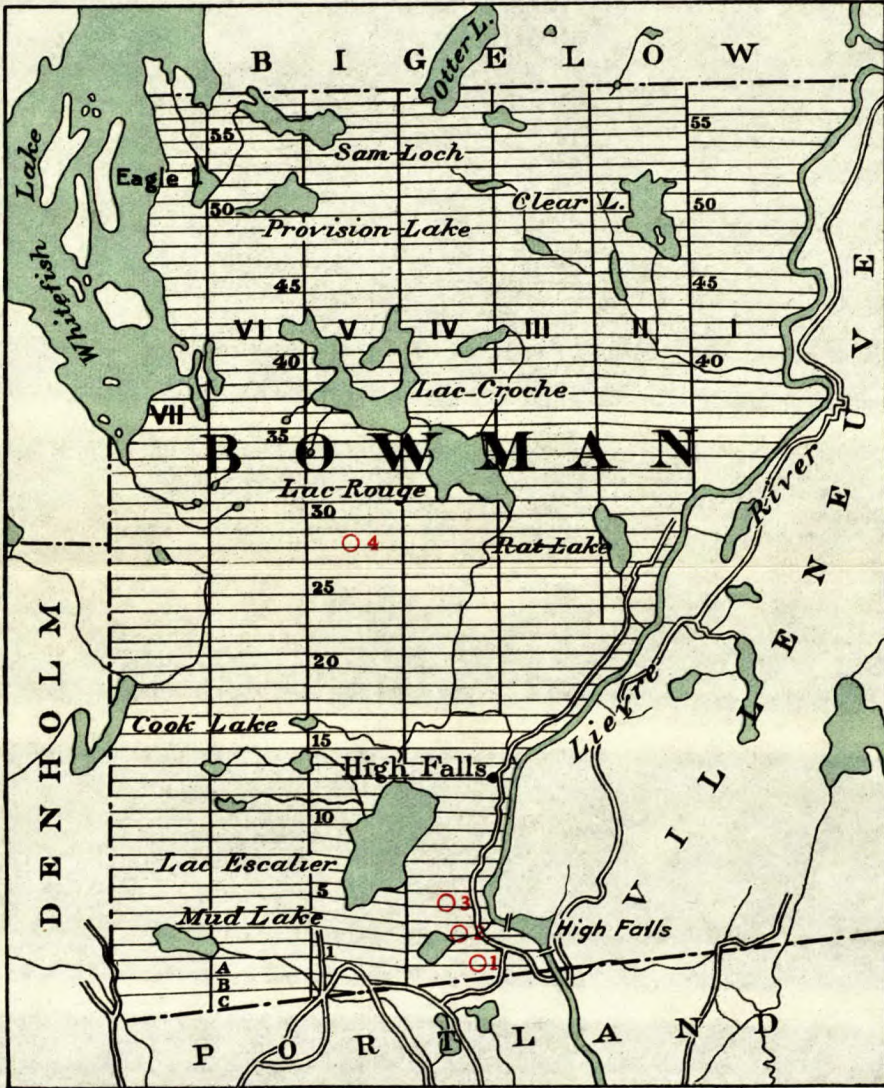 BIGELOW
Otter L.
Lake Whitefish
55
55
Sam Loch
Eagle L.
50
Clear L.
50
Provision Lake
45
45
VI V IV III II I
40
40
Lac Croche
VII
35
BOWMAN
Lac Rouge
30
4
Rat Lake
Lièvre River
VILLENEUVE
25
DENHOLM
20
Cook Lake
15
High Falls
10
Lac Escalier
5
3
Mud Lake
2
High Falls
1
1
A
B
C
PORTLAND